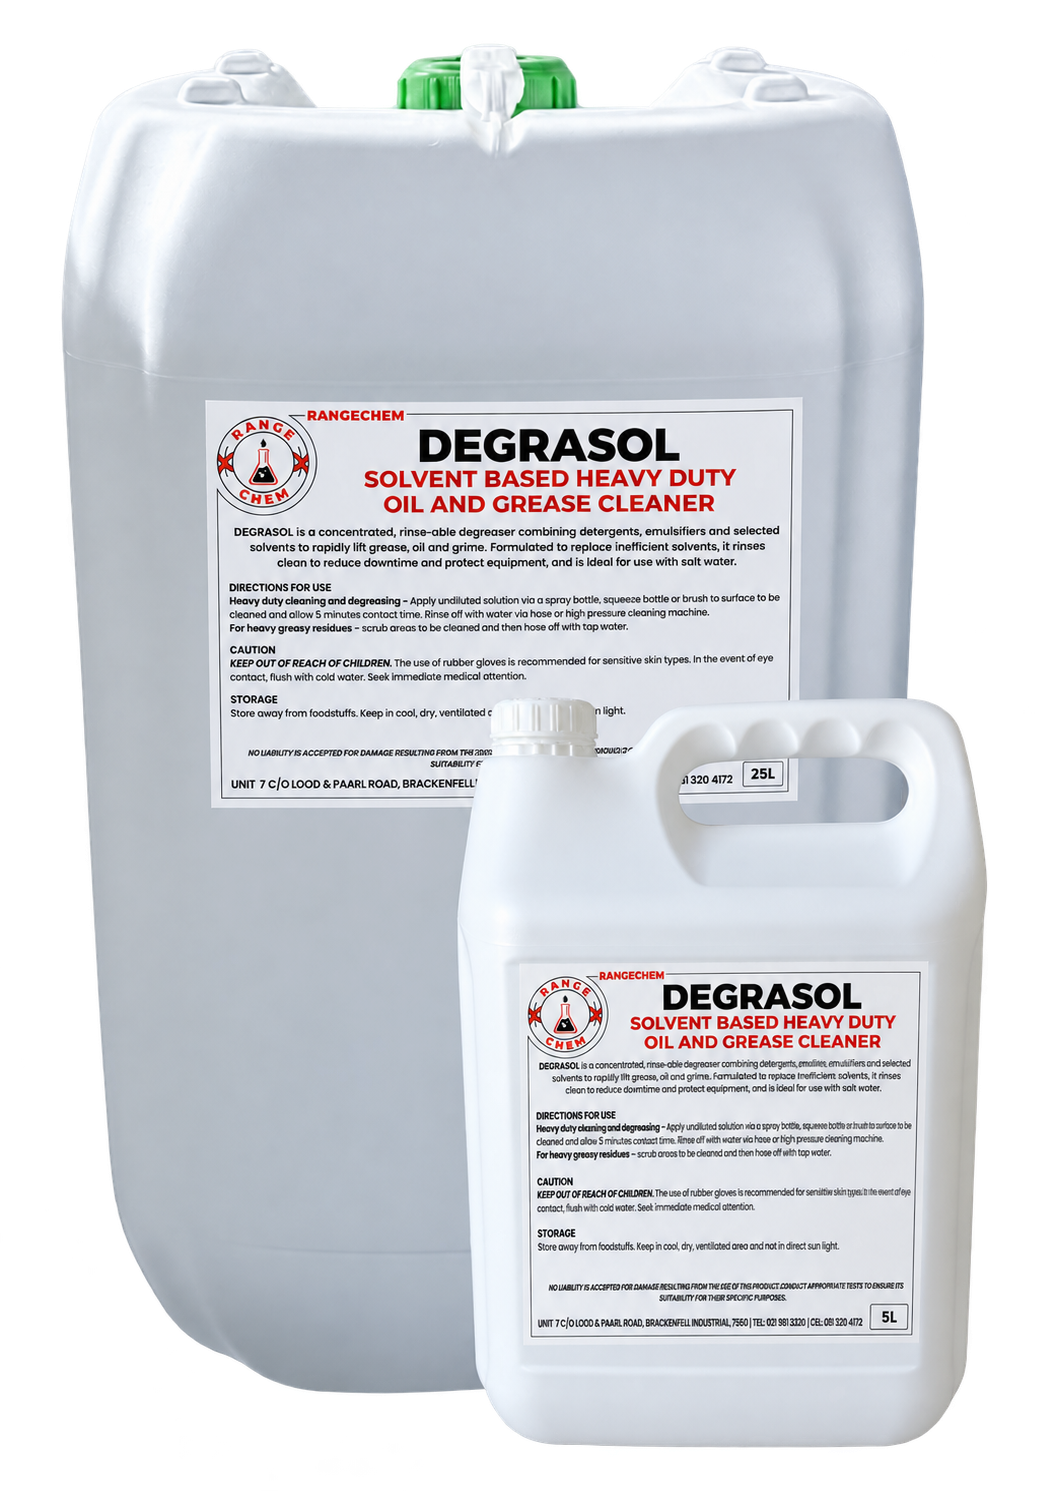 RANGECHEM
RANGE
CHEM
DEGRASOL
SOLVENT BASED HEAVY DUTY
OIL AND GREASE CLEANER
DEGRASOL is a concentrated, rinse-able degreaser combining detergents, emulsifiers and selected
solvents to rapidly lift grease, oil and grime. Formulated to replace inefficient solvents, it rinses
clean to reduce downtime and protect equipment, and is Ideal for use with salt water.
DIRECTIONS FOR USE
Heavy duty cleaning and degreasing – Apply undiluted solution via a spray bottle, squeeze bottle or brush to surface to be
cleaned and allow 5 minutes contact time. Rinse off with water via hose or high pressure cleaning machine.
For heavy greasy residues – scrub areas to be cleaned and then hose off with tap water.
CAUTION
KEEP OUT OF REACH OF CHILDREN. The use of rubber gloves is recommended for sensitive skin types. In the event of eye
contact, flush with cold water. Seek immediate medical attention.
STORAGE
Store away from foodstuffs. Keep in cool, dry, ventilated n light.
NO LIABILITY IS ACCEPTED FOR DAMAGE RESULTING FROM
SUITABILITY
UNIT 7 C/O LOOD & PAARL ROAD, BRACKENFELL 320 4172
25L
RANGECHEM
RANGE
CHEM
DEGRASOL
SOLVENT BASED HEAVY DUTY
OIL AND GREASE CLEANER
DEGRASOL is a concentrated, rinse-able degreaser combining detergents, emulsifiers and selected
solvents to rapidly lift grease, oil and grime. Formulated to replace inefficient solvents, it rinses
clean to reduce downtime and protect equipment, and is ideal for use with salt water.
DIRECTIONS FOR USE
Heavy duty cleaning and degreasing – Apply undiluted solution via a spray bottle, squeeze bottle or brush to surface to be
cleaned and allow 5 minutes contact time. Rinse off with water via hose or high pressure cleaning machine.
For heavy greasy residues – scrub areas to be cleaned and then hose off with tap water.
CAUTION
KEEP OUT OF REACH OF CHILDREN. The use of rubber gloves is recommended for sensitive skin types. In the event of eye
contact, flush with cold water. Seek immediate medical attention.
STORAGE
Store away from foodstuffs. Keep in cool, dry, ventilated area and not in direct sun light.
NO LIABILITY IS ACCEPTED FOR DAMAGE RESULTING FROM THE USE OF THIS PRODUCT. CONDUCT APPROPRIATE TESTS TO ENSURE ITS
SUITABILITY FOR THEIR SPECIFIC PURPOSES.
UNIT 7 C/O LOOD & PAARL ROAD, BRACKENFELL INDUSTRIAL, 7560 | TEL: 021 981 3320 | CEL: 081 320 4172
5L